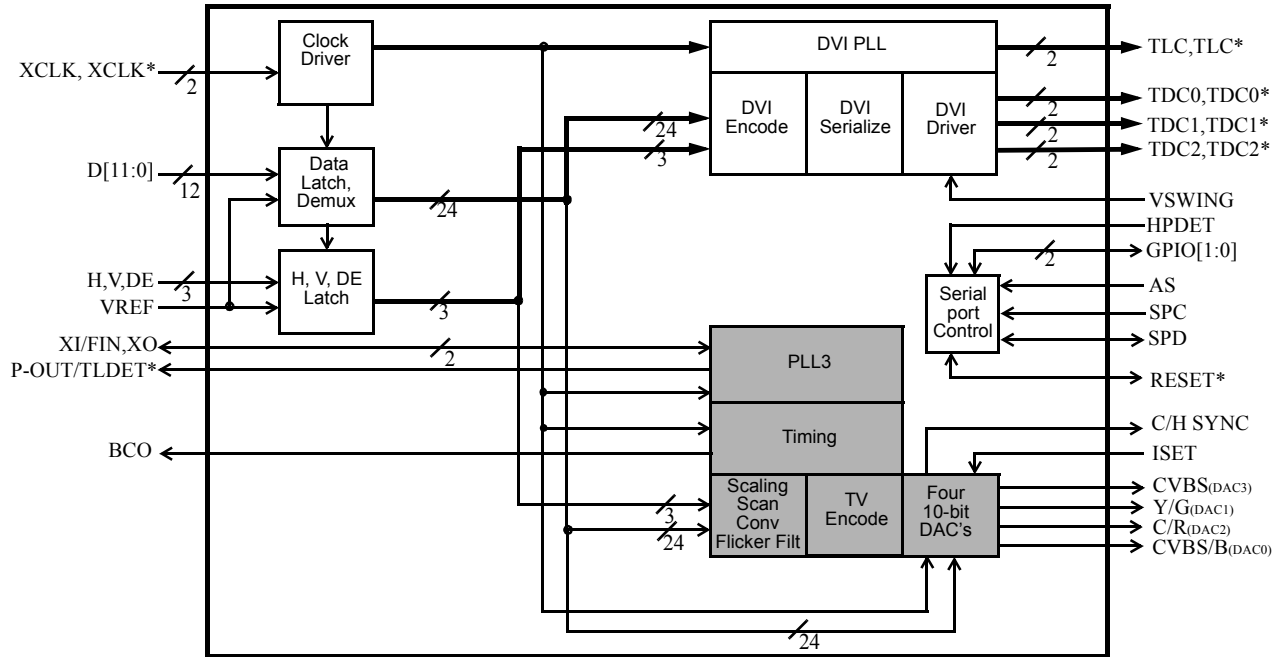 Clock
Driver
XCLK, XCLK*
2
D[11:0]
12
Data
Latch,
Demux
24
H,V,DE
3
VREF
H, V, DE
Latch
3
XI/FIN,XO
2
P-OUT/TLDET*
BCO
DVI PLL
DVI
Encode
DVI
Serialize
DVI
Driver
24
3
2
TLC,TLC*
2
TDC0,TDC0*
2
TDC1,TDC1*
2
TDC2,TDC2*
VSWING
HPDET
2
GPIO[1:0]
AS
SPC
SPD
RESET*
Serial
port
Control
PLL3
Timing
Scaling
Scan
Conv
Flicker Filt
TV
Encode
Four
10-bit
DAC's
3
24
24
C/H SYNC
ISET
CVBS(DAC3)
Y/G(DAC1)
C/R(DAC2)
CVBS/B(DAC0)